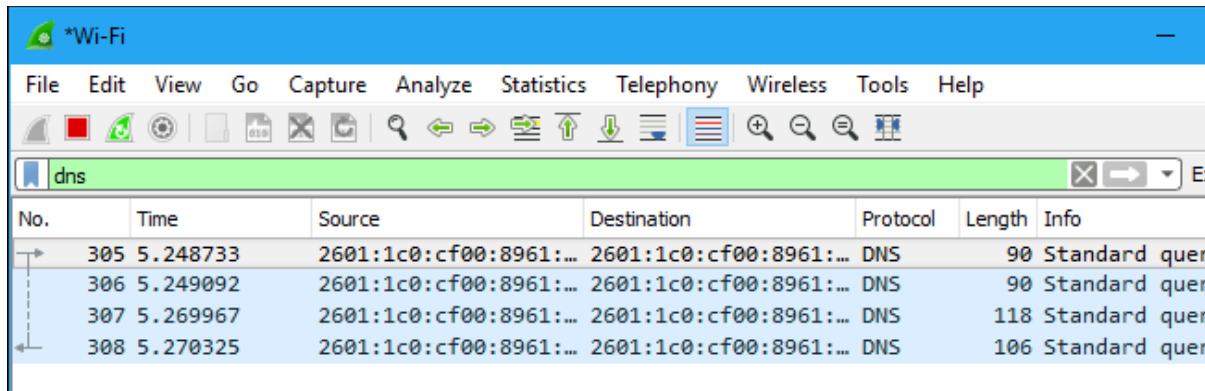 *Wi-Fi
File Edit View Go Capture Analyze Statistics Telephony Wireless Tools Help
dns
No. Time Source Destination Protocol Length Info
305 5.248733 2601:1c0:cf00:8961:… 2601:1c0:cf00:8961:… DNS 90 Standard quer
306 5.249092 2601:1c0:cf00:8961:… 2601:1c0:cf00:8961:… DNS 90 Standard quer
307 5.269967 2601:1c0:cf00:8961:… 2601:1c0:cf00:8961:… DNS 118 Standard quer
308 5.270325 2601:1c0:cf00:8961:… 2601:1c0:cf00:8961:… DNS 106 Standard quer